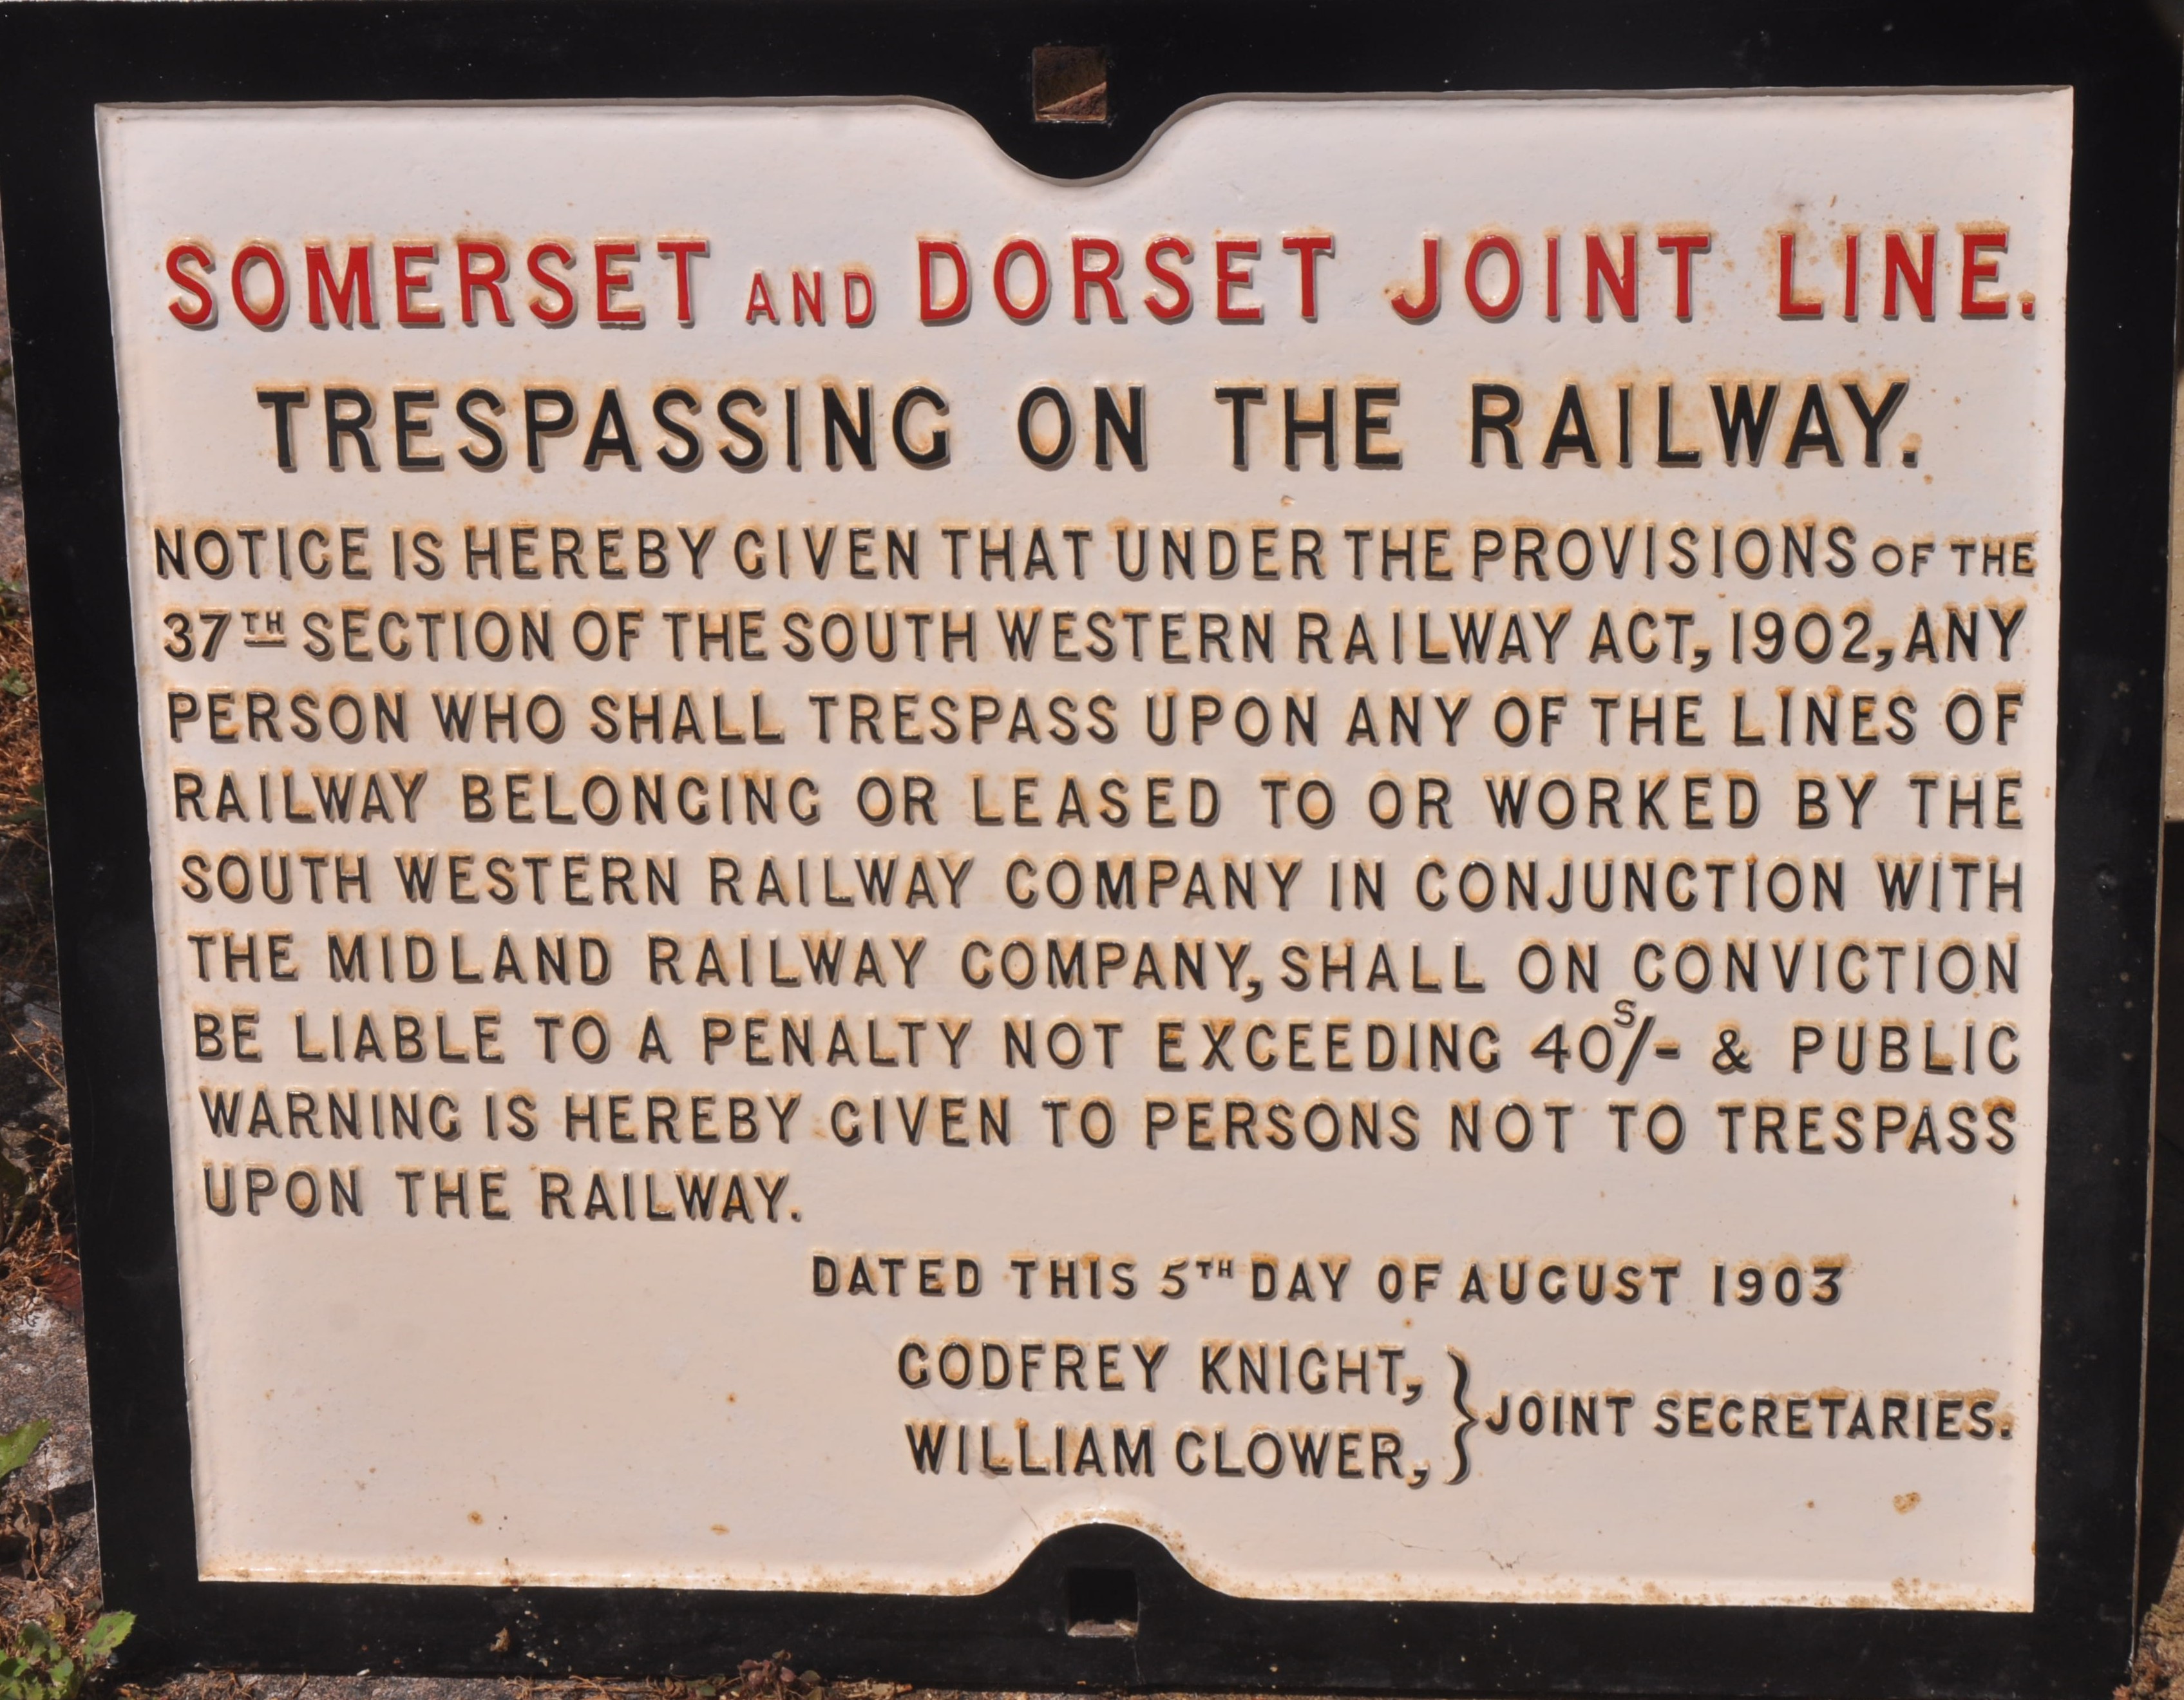 SOMERSET AND DORSET JOINT LINE.
TRESPASSING ON THE RAILWAY.
NOTICE IS HEREBY GIVEN THAT UNDER THE PROVISIONS OF THE
37TH SECTION OF THE SOUTH WESTERN RAILWAY ACT, 1902, ANY
PERSON WHO SHALL TRESPASS UPON ANY OF THE LINES OF
RAILWAY BELONGING OR LEASED TO OR WORKED BY THE
SOUTH WESTERN RAILWAY COMPANY IN CONJUNCTION WITH
THE MIDLAND RAILWAY COMPANY, SHALL ON CONVICTION
BE LIABLE TO A PENALTY NOT EXCEEDING 40S/- & PUBLIC
WARNING IS HEREBY GIVEN TO PERSONS NOT TO TRESPASS
UPON THE RAILWAY.
DATED THIS 5TH DAY OF AUGUST 1903
GODFREY KNIGHT,
WILLIAM CLOWER, } JOINT SECRETARIES.